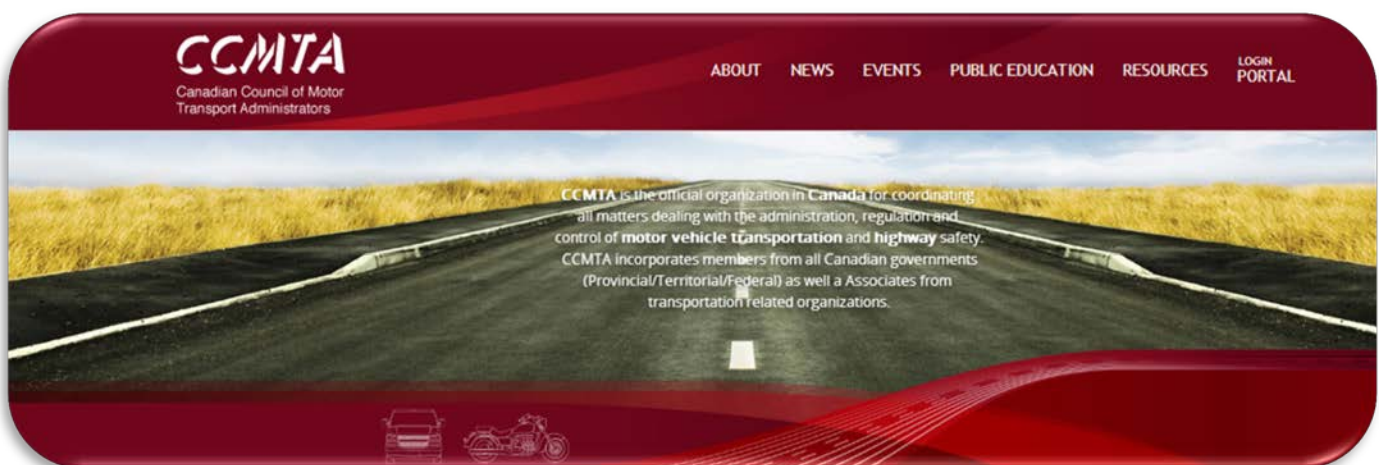 CCMTA
Canadian Council of Motor
Transport Administrators
ABOUT NEWS EVENTS PUBLIC EDUCATION RESOURCES LOGIN PORTAL
CCMTA is the official organization in Canada for coordinating
all matters dealing with the administration, regulation and
control of motor vehicle transportation and highway safety.
CCMTA incorporates members from all Canadian governments
(Provincial/Territorial/Federal) as well a Associates from
transportation related organizations.